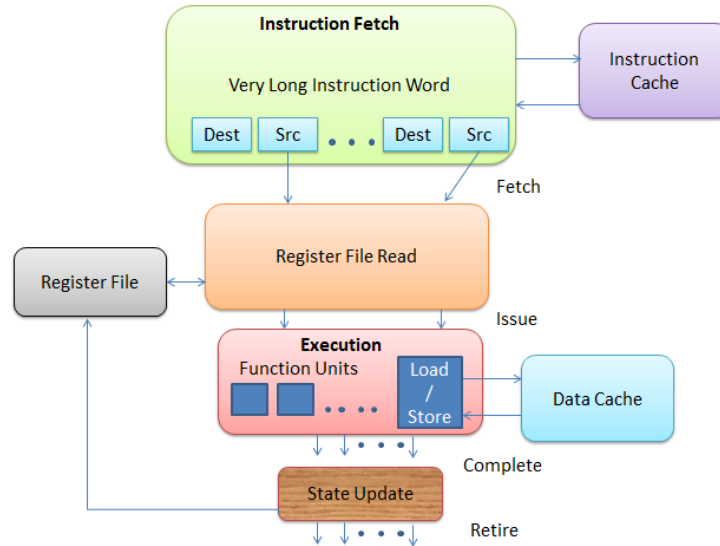 Instruction Fetch
Very Long Instruction Word
Dest
Src
Dest
Src
Instruction
Cache
Fetch
Register File Read
Register File
Issue
Execution
Function Units
Load
/
Store
Data Cache
Complete
State Update
Retire